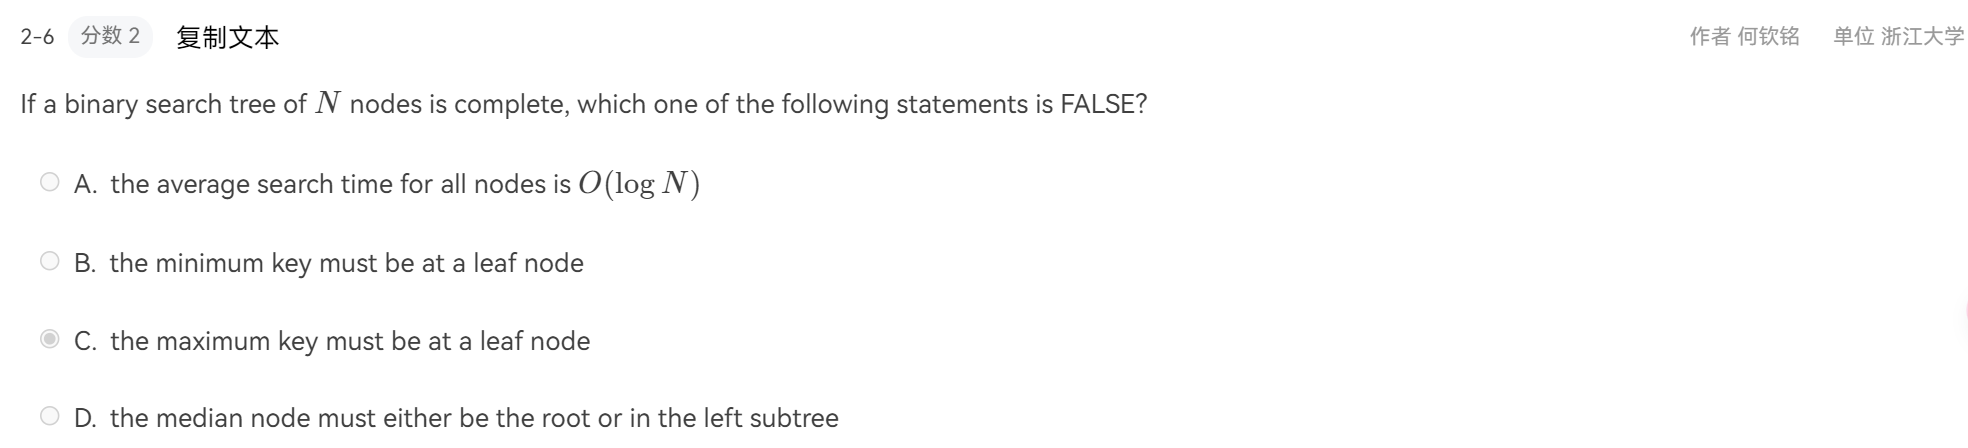 2-6 分数 2 复制文本 作者 何钦铭 单位 浙江大学
If a binary search tree of N nodes is complete, which one of the following statements is FALSE?
A. the average search time for all nodes is O(log N)
B. the minimum key must be at a leaf node
C. the maximum key must be at a leaf node
D. the median node must either be the root or in the left subtree